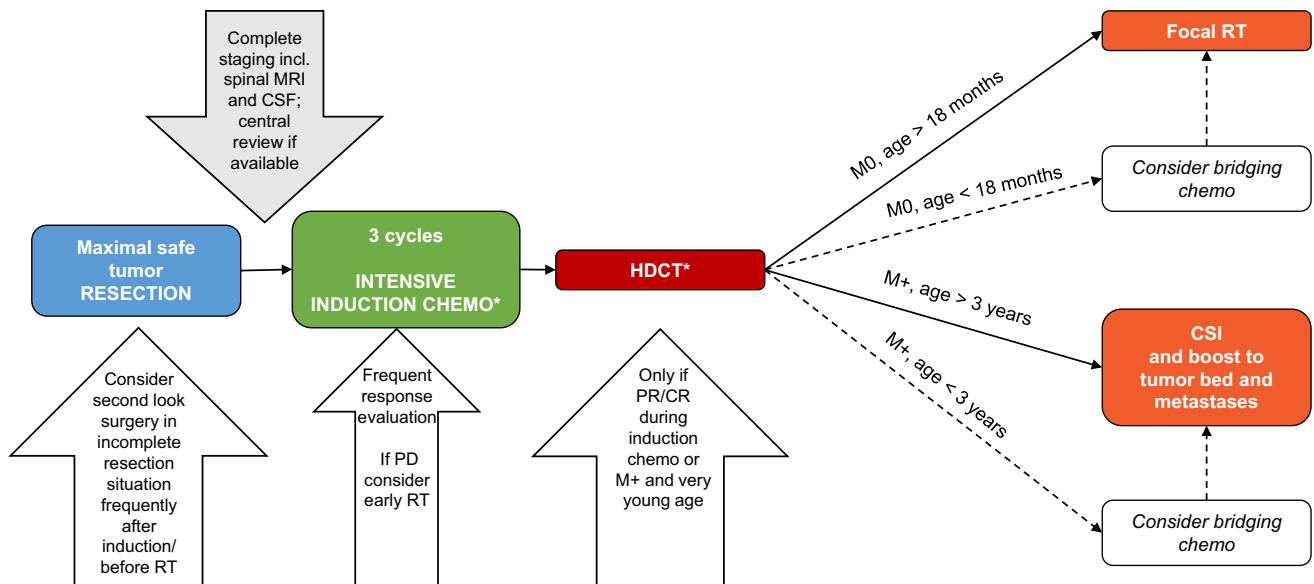 Complete
staging incl.
spinal MRI
and CSF;
central
review if
available
Maximal safe
tumor
RESECTION
3 cycles
INTENSIVE
INDUCTION CHEMO*
HDCT*
Consider
second look
surgery in
incomplete
resection
situation
frequently
after
induction/
before RT
Frequent
response
evaluation
If PD
consider
early RT
Only if
PR/CR
during
induction
chemo or
M+ and very
young age
M0, age > 18 months
M0, age < 18 months
M+, age > 3 years
M+, age < 3 years
Focal RT
Consider bridging
chemo
CSI
and boost to
tumor bed and
metastases
Consider bridging
chemo